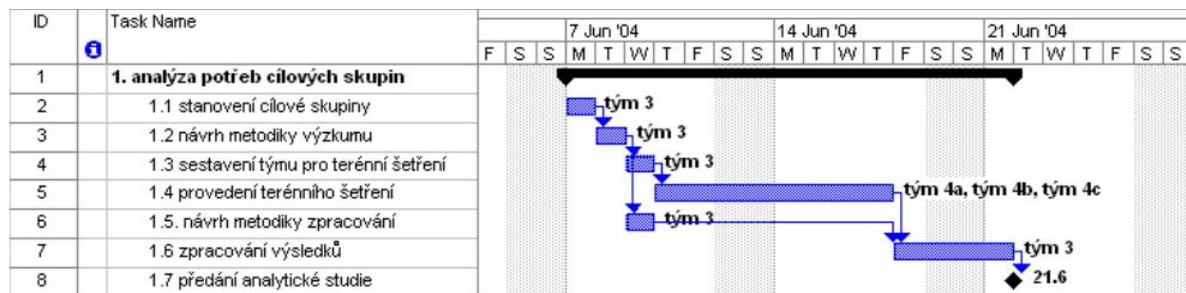 ID Task Name 7 Jun '04 14 Jun '04 21 Jun '04
F S S M T W T F S S M T W T F S S M T W T F S S
1 1. analýza potřeb cílových skupin
2 1.1 stanovení cílové skupiny tým 3
3 1.2 návrh metodiky výzkumu tým 3
4 1.3 sestavení týmu pro terénní šetření tým 3
5 1.4 provedení terénního šetření tým 4a, tým 4b, tým 4c
6 1.5. návrh metodiky zpracování tým 3
7 1.6 zpracování výsledků tým 3
8 1.7 předání analytické studie 21.6